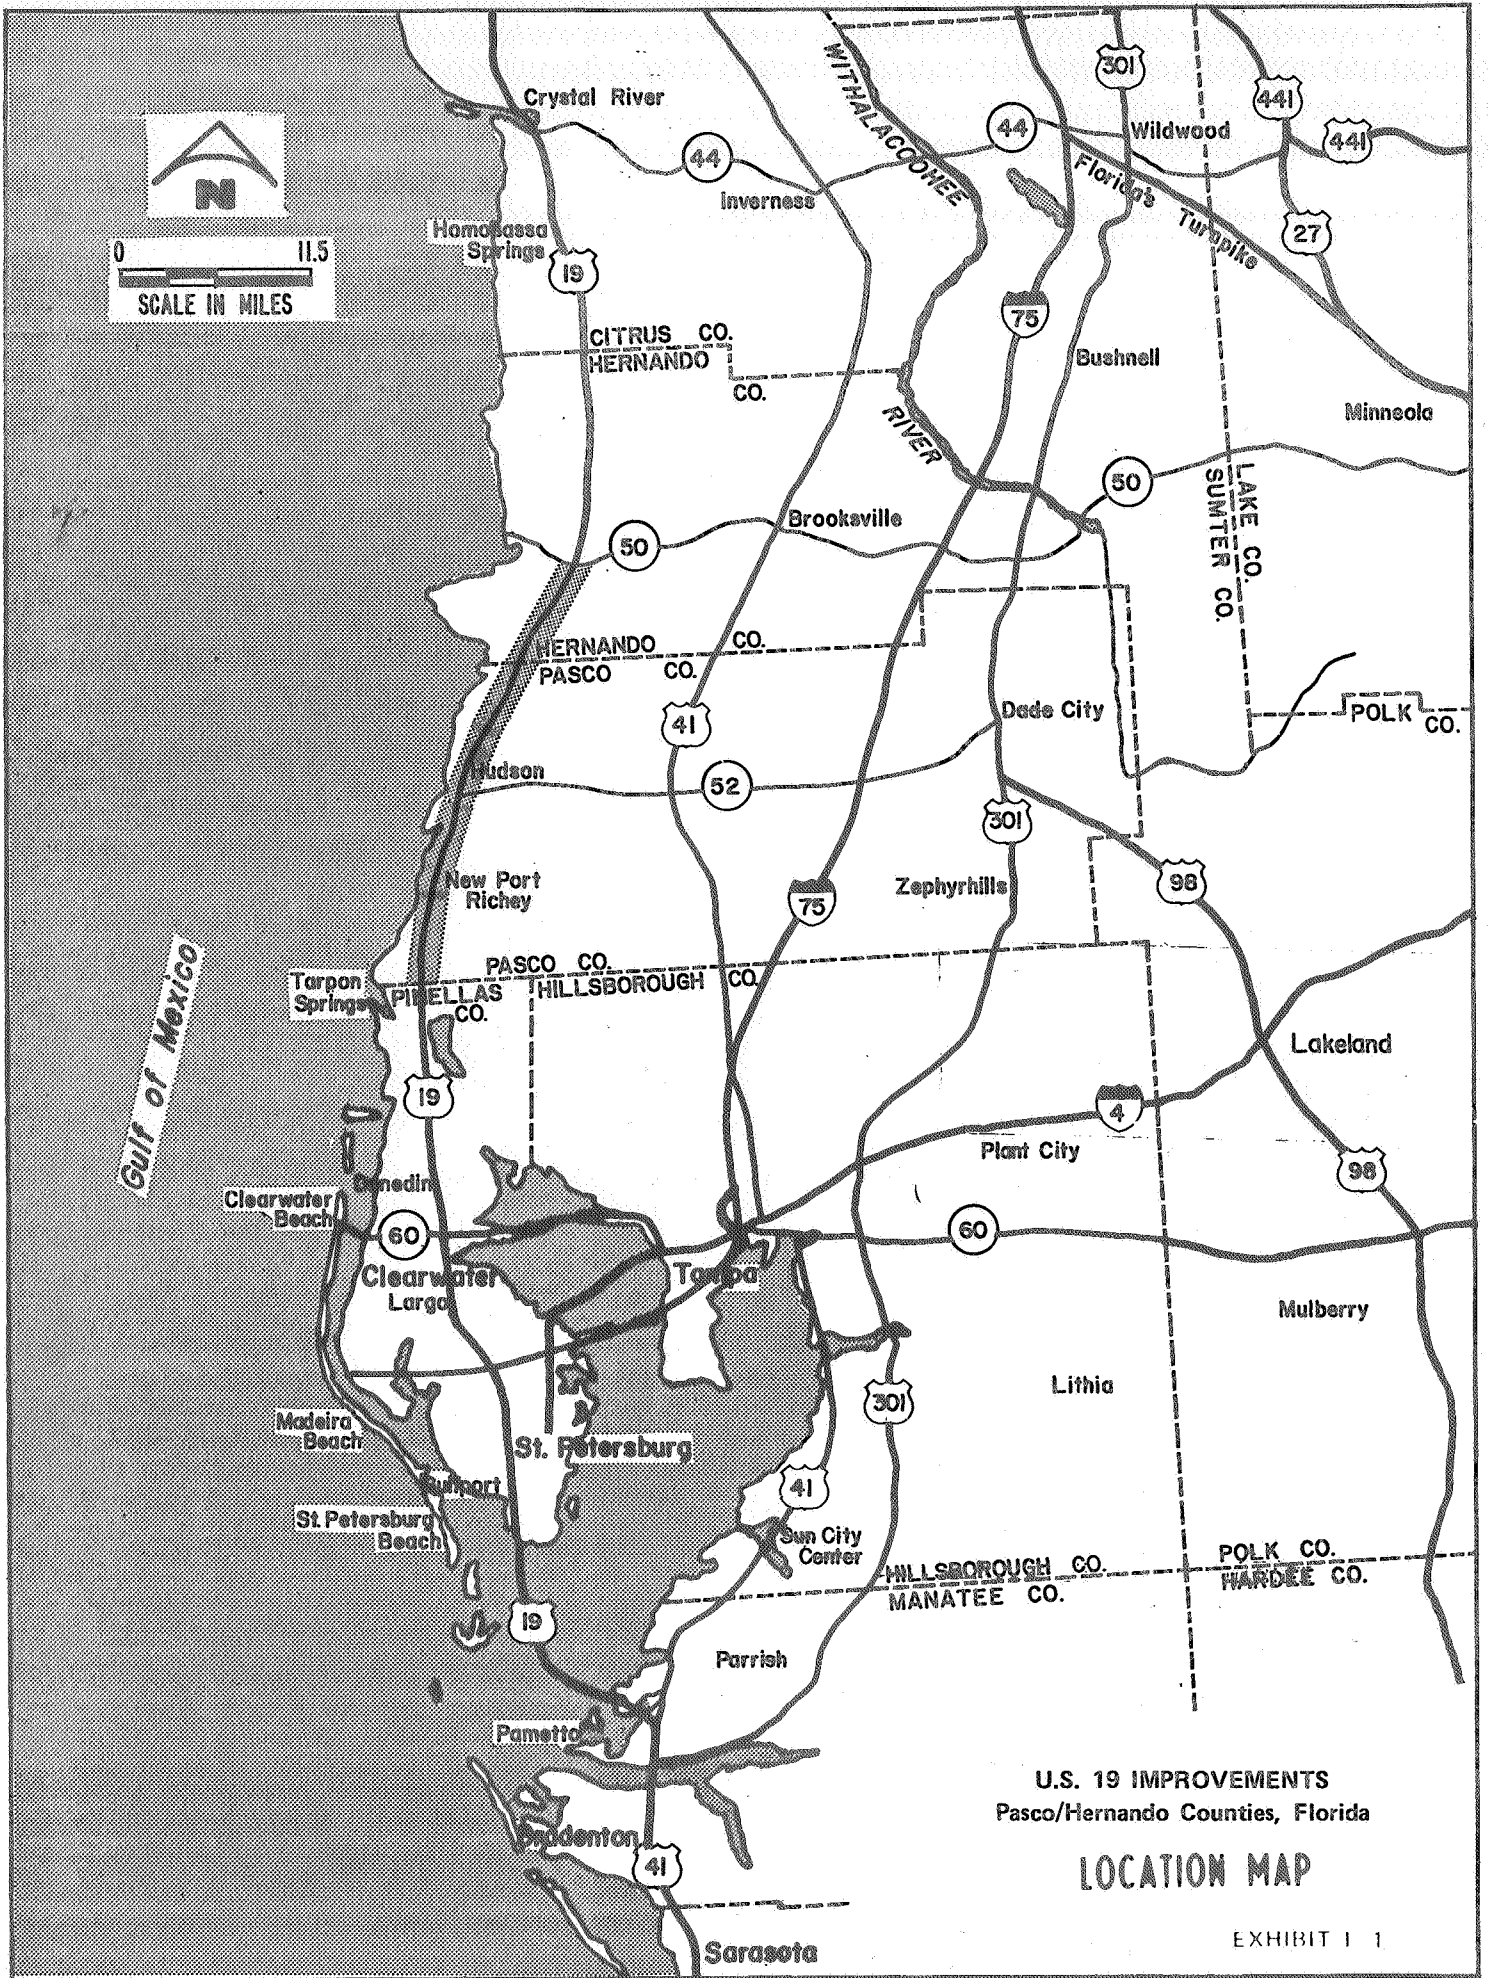 301
441
Crystal River
WITHALACOOHEE
44
Wildwood
441
44
Florida's
Turnpike
Inverness
N
Homosassa
Springs
27
0 11.5
SCALE IN MILES
19
75
CITRUS CO.
HERNANDO
CO.
Bushnell
Minneola
RIVER
50
LAKE CO.
SUMTER CO.
Brooksville
50
HERNANDO CO.
PASCO CO.
41
Dade City
POLK CO.
Hudson
52
301
New Port
Richey
Zephyrhills
98
75
Gulf of Mexico
PASCO CO.
HILLSBOROUGH CO.
Tarpon
Springs
PINELLAS
CO.
Lakeland
19
4
Plant City
98
Dunedin
Clearwater
Beach
60
60
Clearwater
Largo
Tampa
Mulberry
Lithia
301
Madeira
Beach
St. Petersburg
41
Gulfport
St. Petersburg
Beach
Sun City
Center
HILLSBOROUGH CO.
MANATEE CO.
POLK CO.
HARDEE CO.
19
Parrish
Pametto
U.S. 19 IMPROVEMENTS
Pasco/Hernando Counties, Florida
LOCATION MAP
Bradenton
41
EXHIBIT I 1
Sarasota